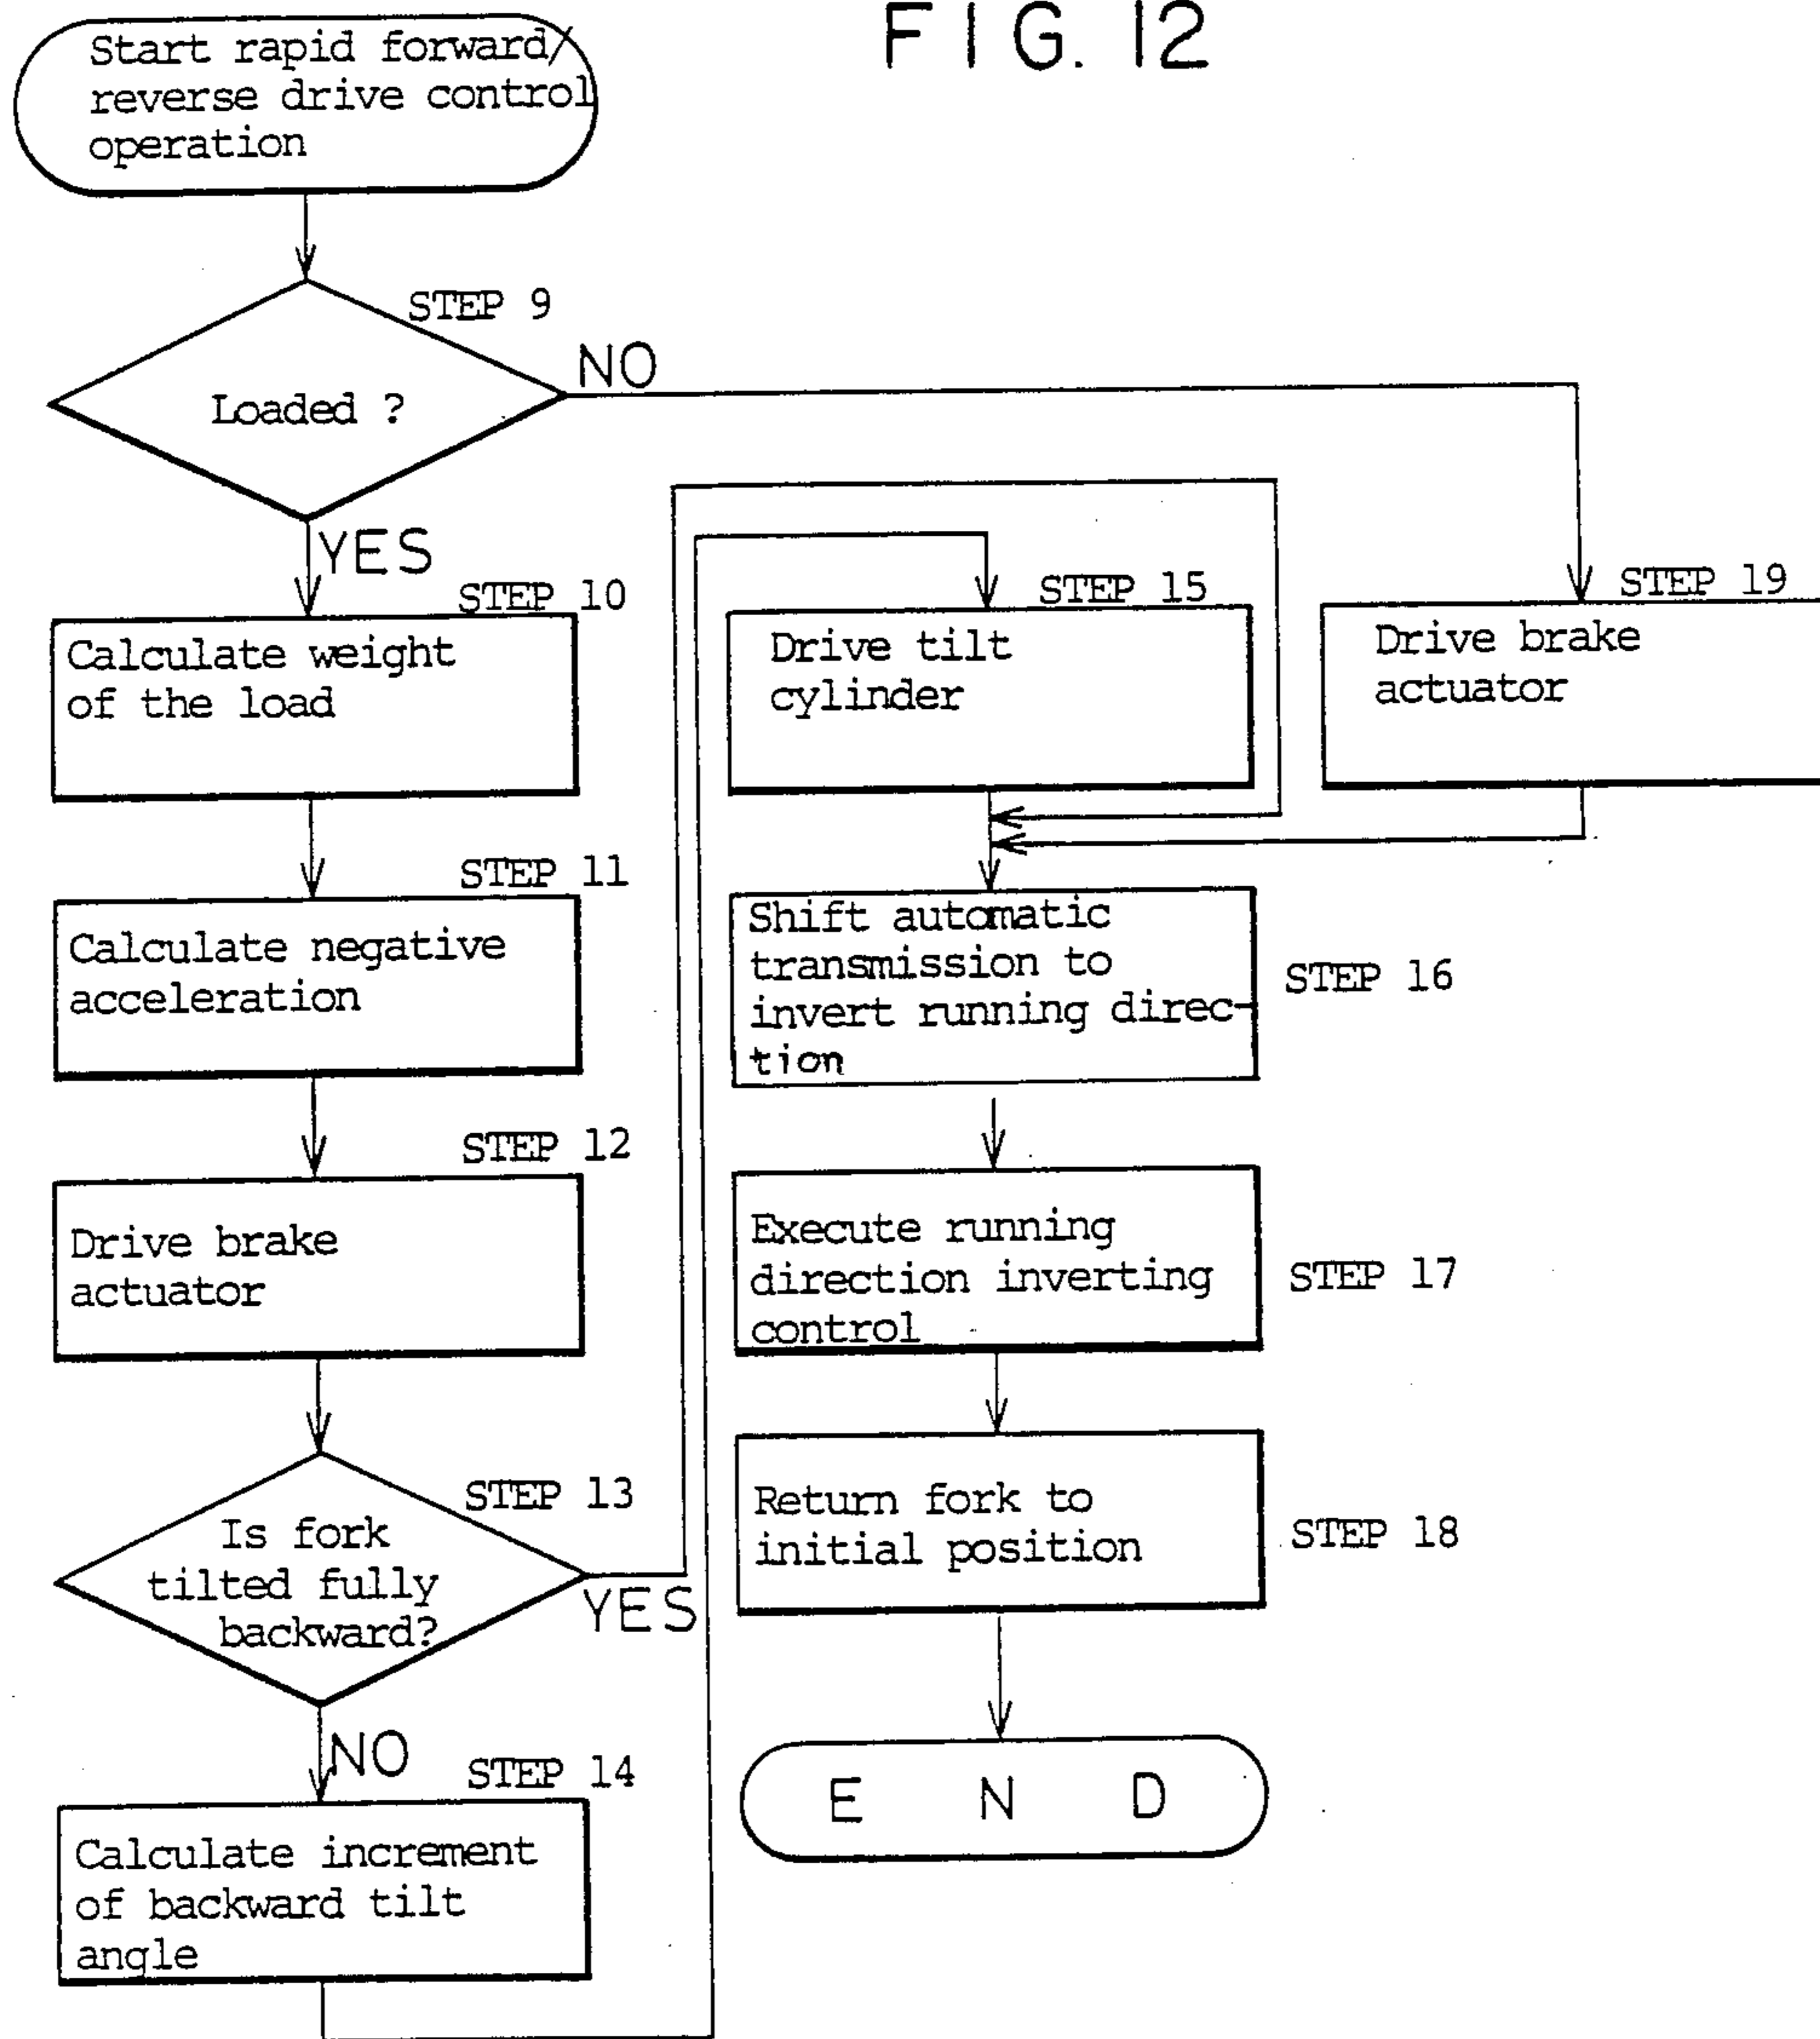 FIG. 12
Start rapid forward/
reverse drive control
operation
STEP 9
Loaded ?
NO
YES
STEP 10
Calculate weight
of the load
STEP 11
Calculate negative
acceleration
STEP 12
Drive brake
actuator
STEP 13
Is fork
tilted fully
backward?
YES
NO
STEP 14
Calculate increment
of backward tilt
angle
STEP 15
Drive tilt
cylinder
STEP 19
Drive brake
actuator
Shift automatic
transmission to
invert running direc-
tion
STEP 16
Execute running
direction inverting
control
STEP 17
Return fork to
initial position
STEP 18
E N D